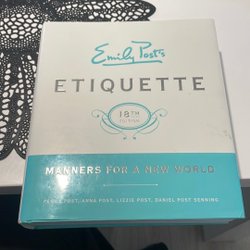 Emily Post's
ETIQUETTE
18TH
EDITION
MANNERS FOR A NEW WORLD
PEGGY POST, ANNA POST, LIZZIE POST, DANIEL POST SENNING